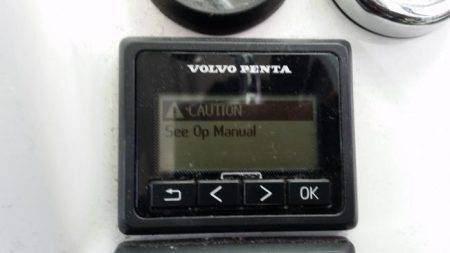 VOLVO PENTA
CAUTION
See Op Manual
OK